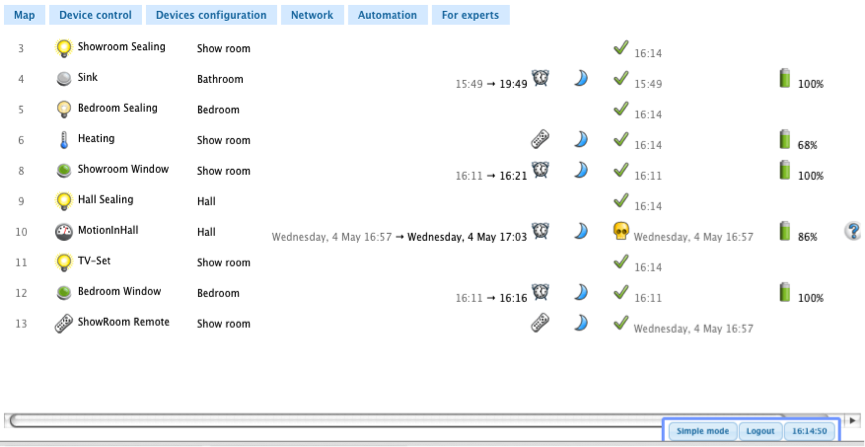 Map Device control Devices configuration Network Automation For experts
3 Showroom Sealing Show room 16:14
4 Sink Bathroom 15:49 → 19:49 15:49 100%
5 Bedroom Sealing Bedroom 16:14
6 Heating Show room 16:14 68%
8 Showroom Window Show room 16:11 → 16:21 16:11 100%
9 Hall Sealing Hall 16:14
10 MotionInHall Hall Wednesday, 4 May 16:57 → Wednesday, 4 May 17:03 Wednesday, 4 May 16:57 86% ?
11 TV-Set Show room 16:14
12 Bedroom Window Bedroom 16:11 → 16:16 16:11 100%
13 ShowRoom Remote Show room Wednesday, 4 May 16:57
Simple mode Logout 16:14:50